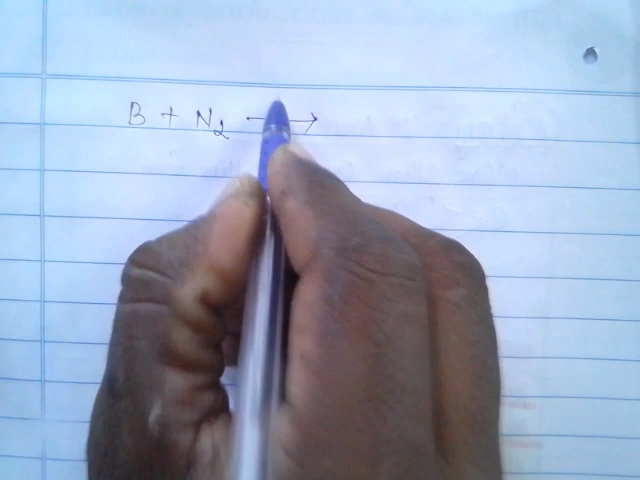 B + N₂ →